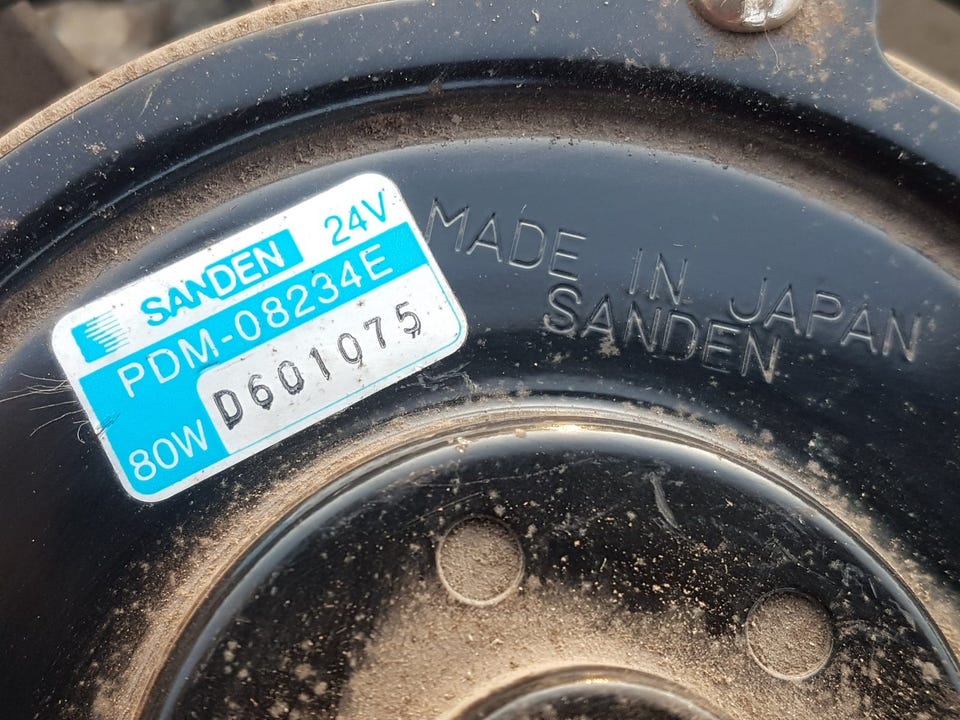 SANDEN 24V
PDM-08234E
D601075
80W
MADE IN JAPAN
SANDEN